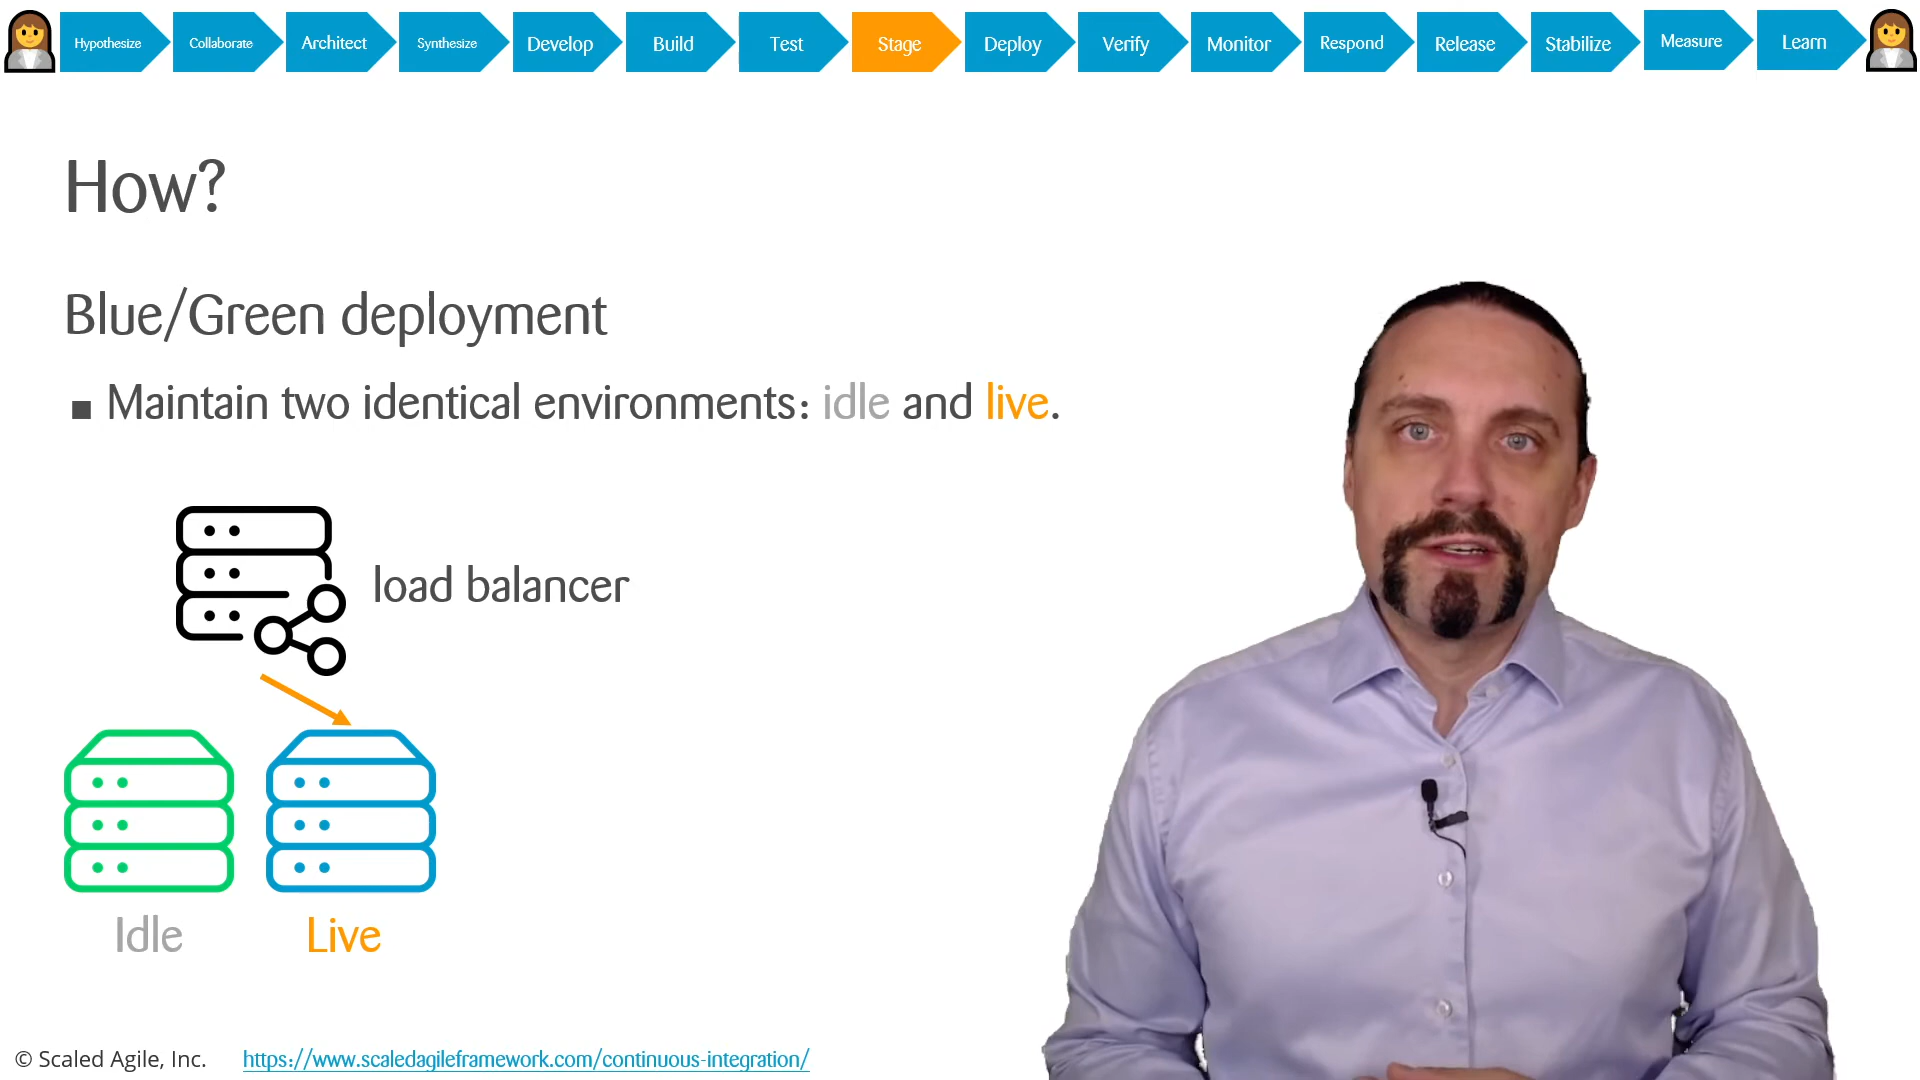 Hypothesize Collaborate Architect Synthesize Develop Build Test Stage Deploy Verify Monitor Respond Release Stabilize Measure Learn
How?
Blue/Green deployment
■ Maintain two identical environments: idle and live.
load balancer
Idle Live
© Scaled Agile, Inc. https://www.scaledagileframework.com/continuous-integration/